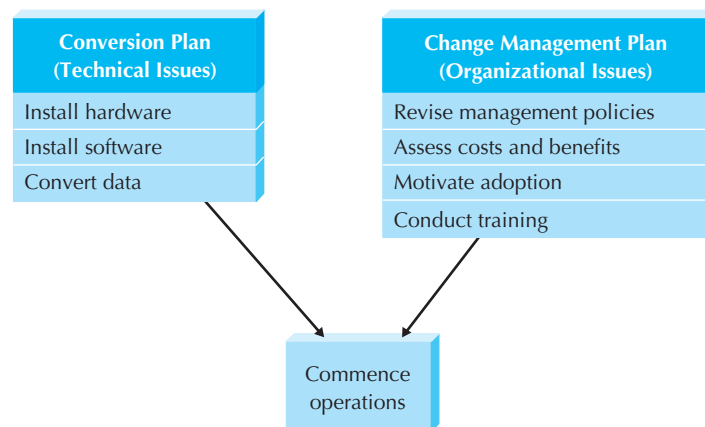 Conversion Plan
(Technical Issues)
Install hardware
Install software
Convert data
Change Management Plan
(Organizational Issues)
Revise management policies
Assess costs and benefits
Motivate adoption
Conduct training
Commence
operations